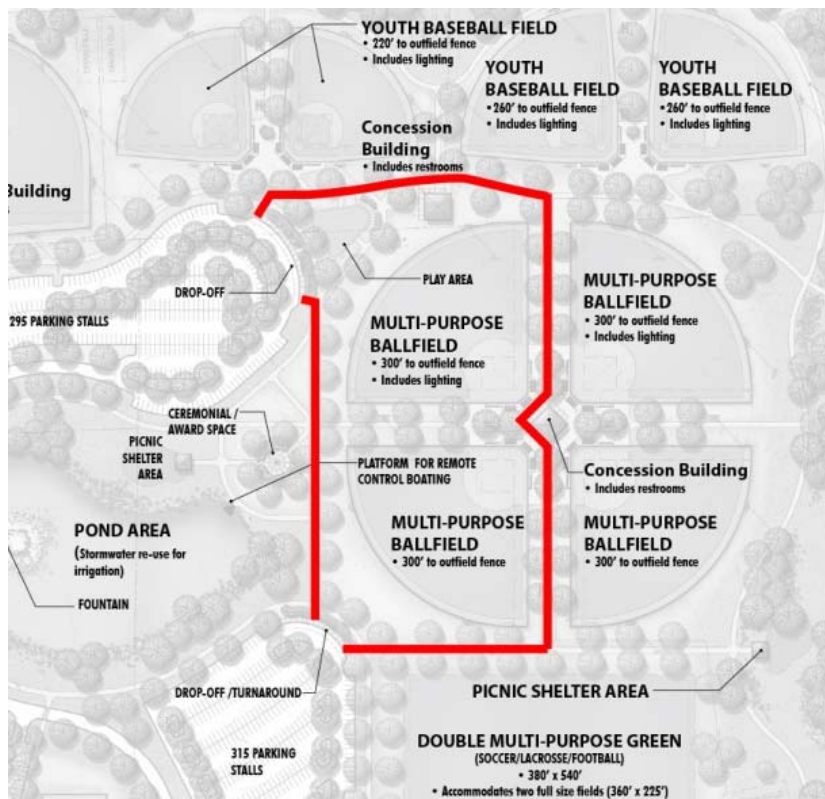 YOUTH BASEBALL FIELD
• 220' to outfield fence
• Includes lighting
YOUTH
BASEBALL FIELD
•260' to outfield fence
• Includes lighting
YOUTH
BASEBALL FIELD
•260' to outfield fence
• Includes lighting
Concession
Building
• Includes restrooms
Building
DROP-OFF
PLAY AREA
295 PARKING STALLS
MULTI-PURPOSE
BALLFIELD
• 300' to outfield fence
• Includes lighting
MULTI-PURPOSE
BALLFIELD
• 300' to outfield fence
• Includes lighting
CEREMONIAL /
AWARD SPACE
PICNIC
SHELTER
AREA
PLATFORM FOR REMOTE
CONTROL BOATING
Concession Building
• Includes restrooms
POND AREA
(Stormwater re-use for
irrigation)
MULTI-PURPOSE
BALLFIELD
• 300' to outfield fence
MULTI-PURPOSE
BALLFIELD
• 300' to outfield fence
FOUNTAIN
DROP-OFF /TURNAROUND
PICNIC SHELTER AREA
315 PARKING
STALLS
DOUBLE MULTI-PURPOSE GREEN
(SOCCER/LACROSSE/FOOTBALL)
• 380' x 540'
• Accommodates two full size fields (360' x 225')